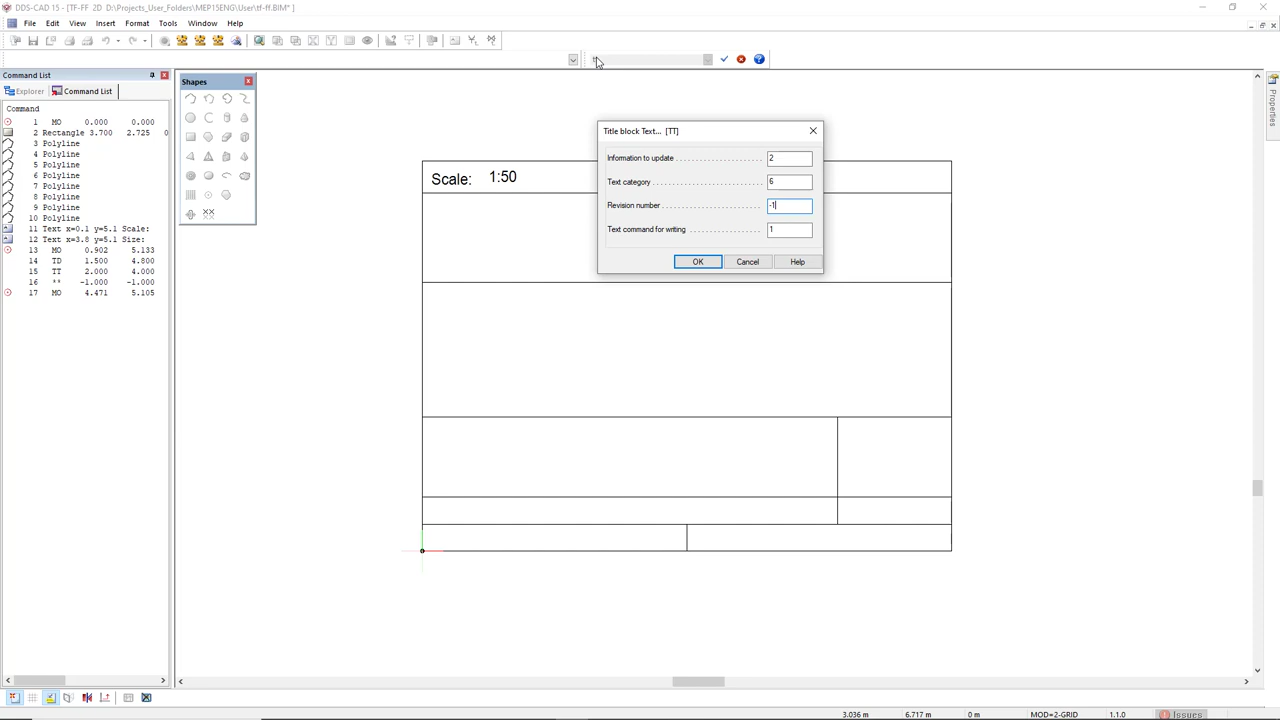 DDS-CAD 15 - [TF-FF 2D D:\Projects_User_Folders\MEP15ENG\User\tf-ff.BIM* ]
File Edit View Insert Format Tools Window Help
Command List
Explorer Command List
Command
1 MO 0.000 0.000
2 Rectangle 3.700 2.725 0
3 Polyline
4 Polyline
5 Polyline
6 Polyline
7 Polyline
8 Polyline
9 Polyline
10 Polyline
11 Text x=0.1 y=5.1 Scale:
12 Text x=3.8 y=5.1 Size:
13 MO 0.902 5.133
14 TD 1.500 4.800
15 TT 2.000 4.000
16 ** -1.000 -1.000
17 MO 4.471 5.105
Shapes
Scale: 1:50
Title block Text... [TT]
Information to update 2
Text category 6
Revision number -1
Text command for writing 1
OK Cancel Help
Properties
3.036 m 6.717 m 0 m MOD=2-GRID 1.1.0 Issues